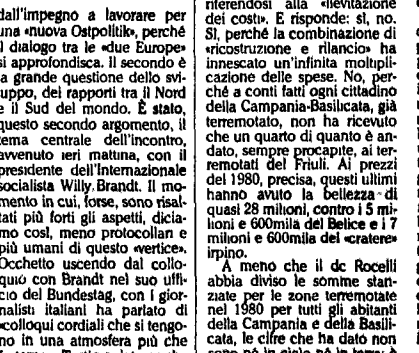 dall'impegno a lavorare per
una «nuova Ostpolitik», perché
il dialogo tra le «due Europe»
si approfondisca. Il secondo è
la grande questione dello svi-
luppo, dei rapporti tra il Nord
e il Sud del mondo. È stato,
questo secondo argomento, il
tema centrale dell'incontro,
avvenuto ieri mattina, con il
presidente dell'Internazionale
socialista Willy Brandt. Il mo-
mento in cui, forse, sono risal-
tati più forti gli aspetti, dicia-
mo così, meno protocollari e
più umani di questo «vertice».
Occhetto uscendo dal collo-
quio con Brandt nel suo uffi-
cio del Bundestag, con i gior-
nalisti italiani ha parlato di
«colloqui cordiali che si tengo-
no in una atmosfera più che
riferendosi alla «lievitazione
dei costi». E risponde: sì, no.
Sì, perché la combinazione di
«ricostruzione e rilancio» ha
innescato un'infinita moltipli-
cazione delle spese. No, per-
ché a conti fatti ogni cittadino
della Campania-Basilicata, già
terremotato, non ha ricevuto
che un quarto di quanto è an-
dato, sempre procapite, ai ter-
remotati del Friuli. Ai prezzi
del 1980, precisa, questi ultimi
hanno avuto la bellezza di
quasi 28 milioni, contro i 5 mi-
lioni e 600mila del Belice e i 7
milioni e 600mila del «cratere»
irpino.
A meno che il dc Rocelli
abbia diviso le somme stan-
ziate per le zone terremotate
nel 1980 per tutti gli abitanti
della Campania e della Basili-
cata, le cifre che ha dato non